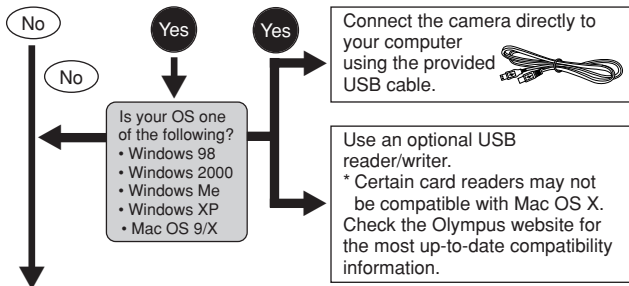 No
Yes
Yes
No
Connect the camera directly to
your computer
using the provided
USB cable.
Is your OS one
of the following?
• Windows 98
• Windows 2000
• Windows Me
• Windows XP
• Mac OS 9/X
Use an optional USB
reader/writer.
* Certain card readers may not
be compatible with Mac OS X.
Check the Olympus website for
the most up-to-date compatibility
information.